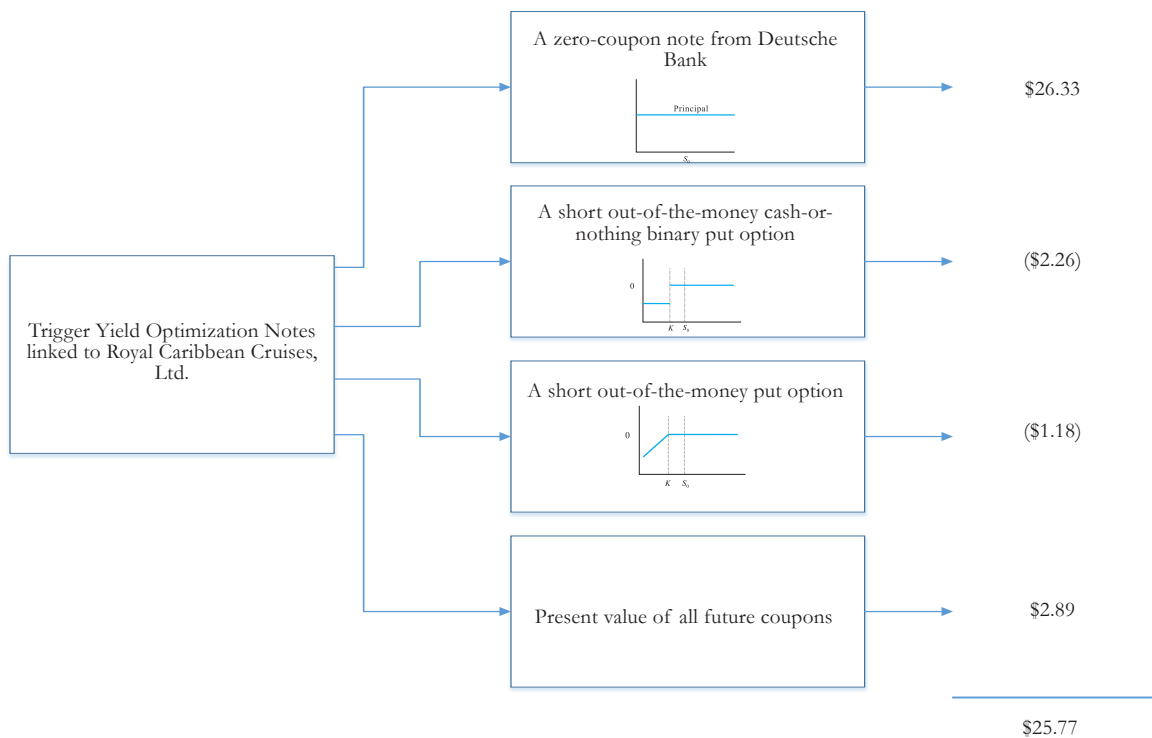 A zero-coupon note from Deutsche
Bank
Principal
S₀
$26.33
A short out-of-the-money cash-or-
nothing binary put option
0
K
S₀
($2.26)
Trigger Yield Optimization Notes
linked to Royal Caribbean Cruises,
Ltd.
A short out-of-the-money put option
0
K
S₀
($1.18)
Present value of all future coupons
$2.89
$25.77